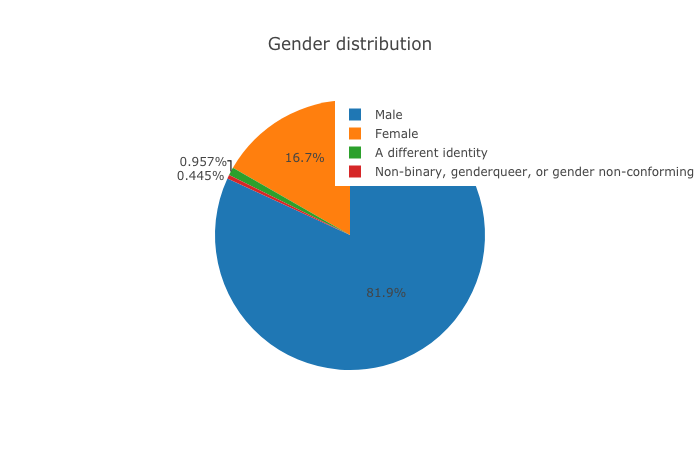 Gender distribution
Male
Female
A different identity
Non-binary, genderqueer, or gender non-conforming
16.7%
0.957%
0.445%
81.9%